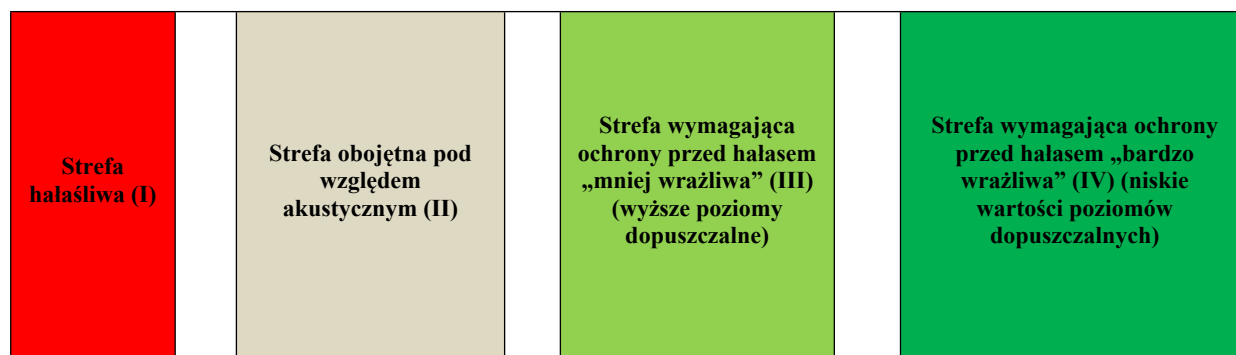 Strefa
hałaśliwa (I)
Strefa obojętna pod
względem
akustycznym (II)
Strefa wymagająca
ochrony przed hałasem
„mniej wrażliwa” (III)
(wyższe poziomy
dopuszczalne)
Strefa wymagająca ochrony
przed hałasem „bardzo
wrażliwa” (IV) (niskie
wartości poziomów
dopuszczalnych)